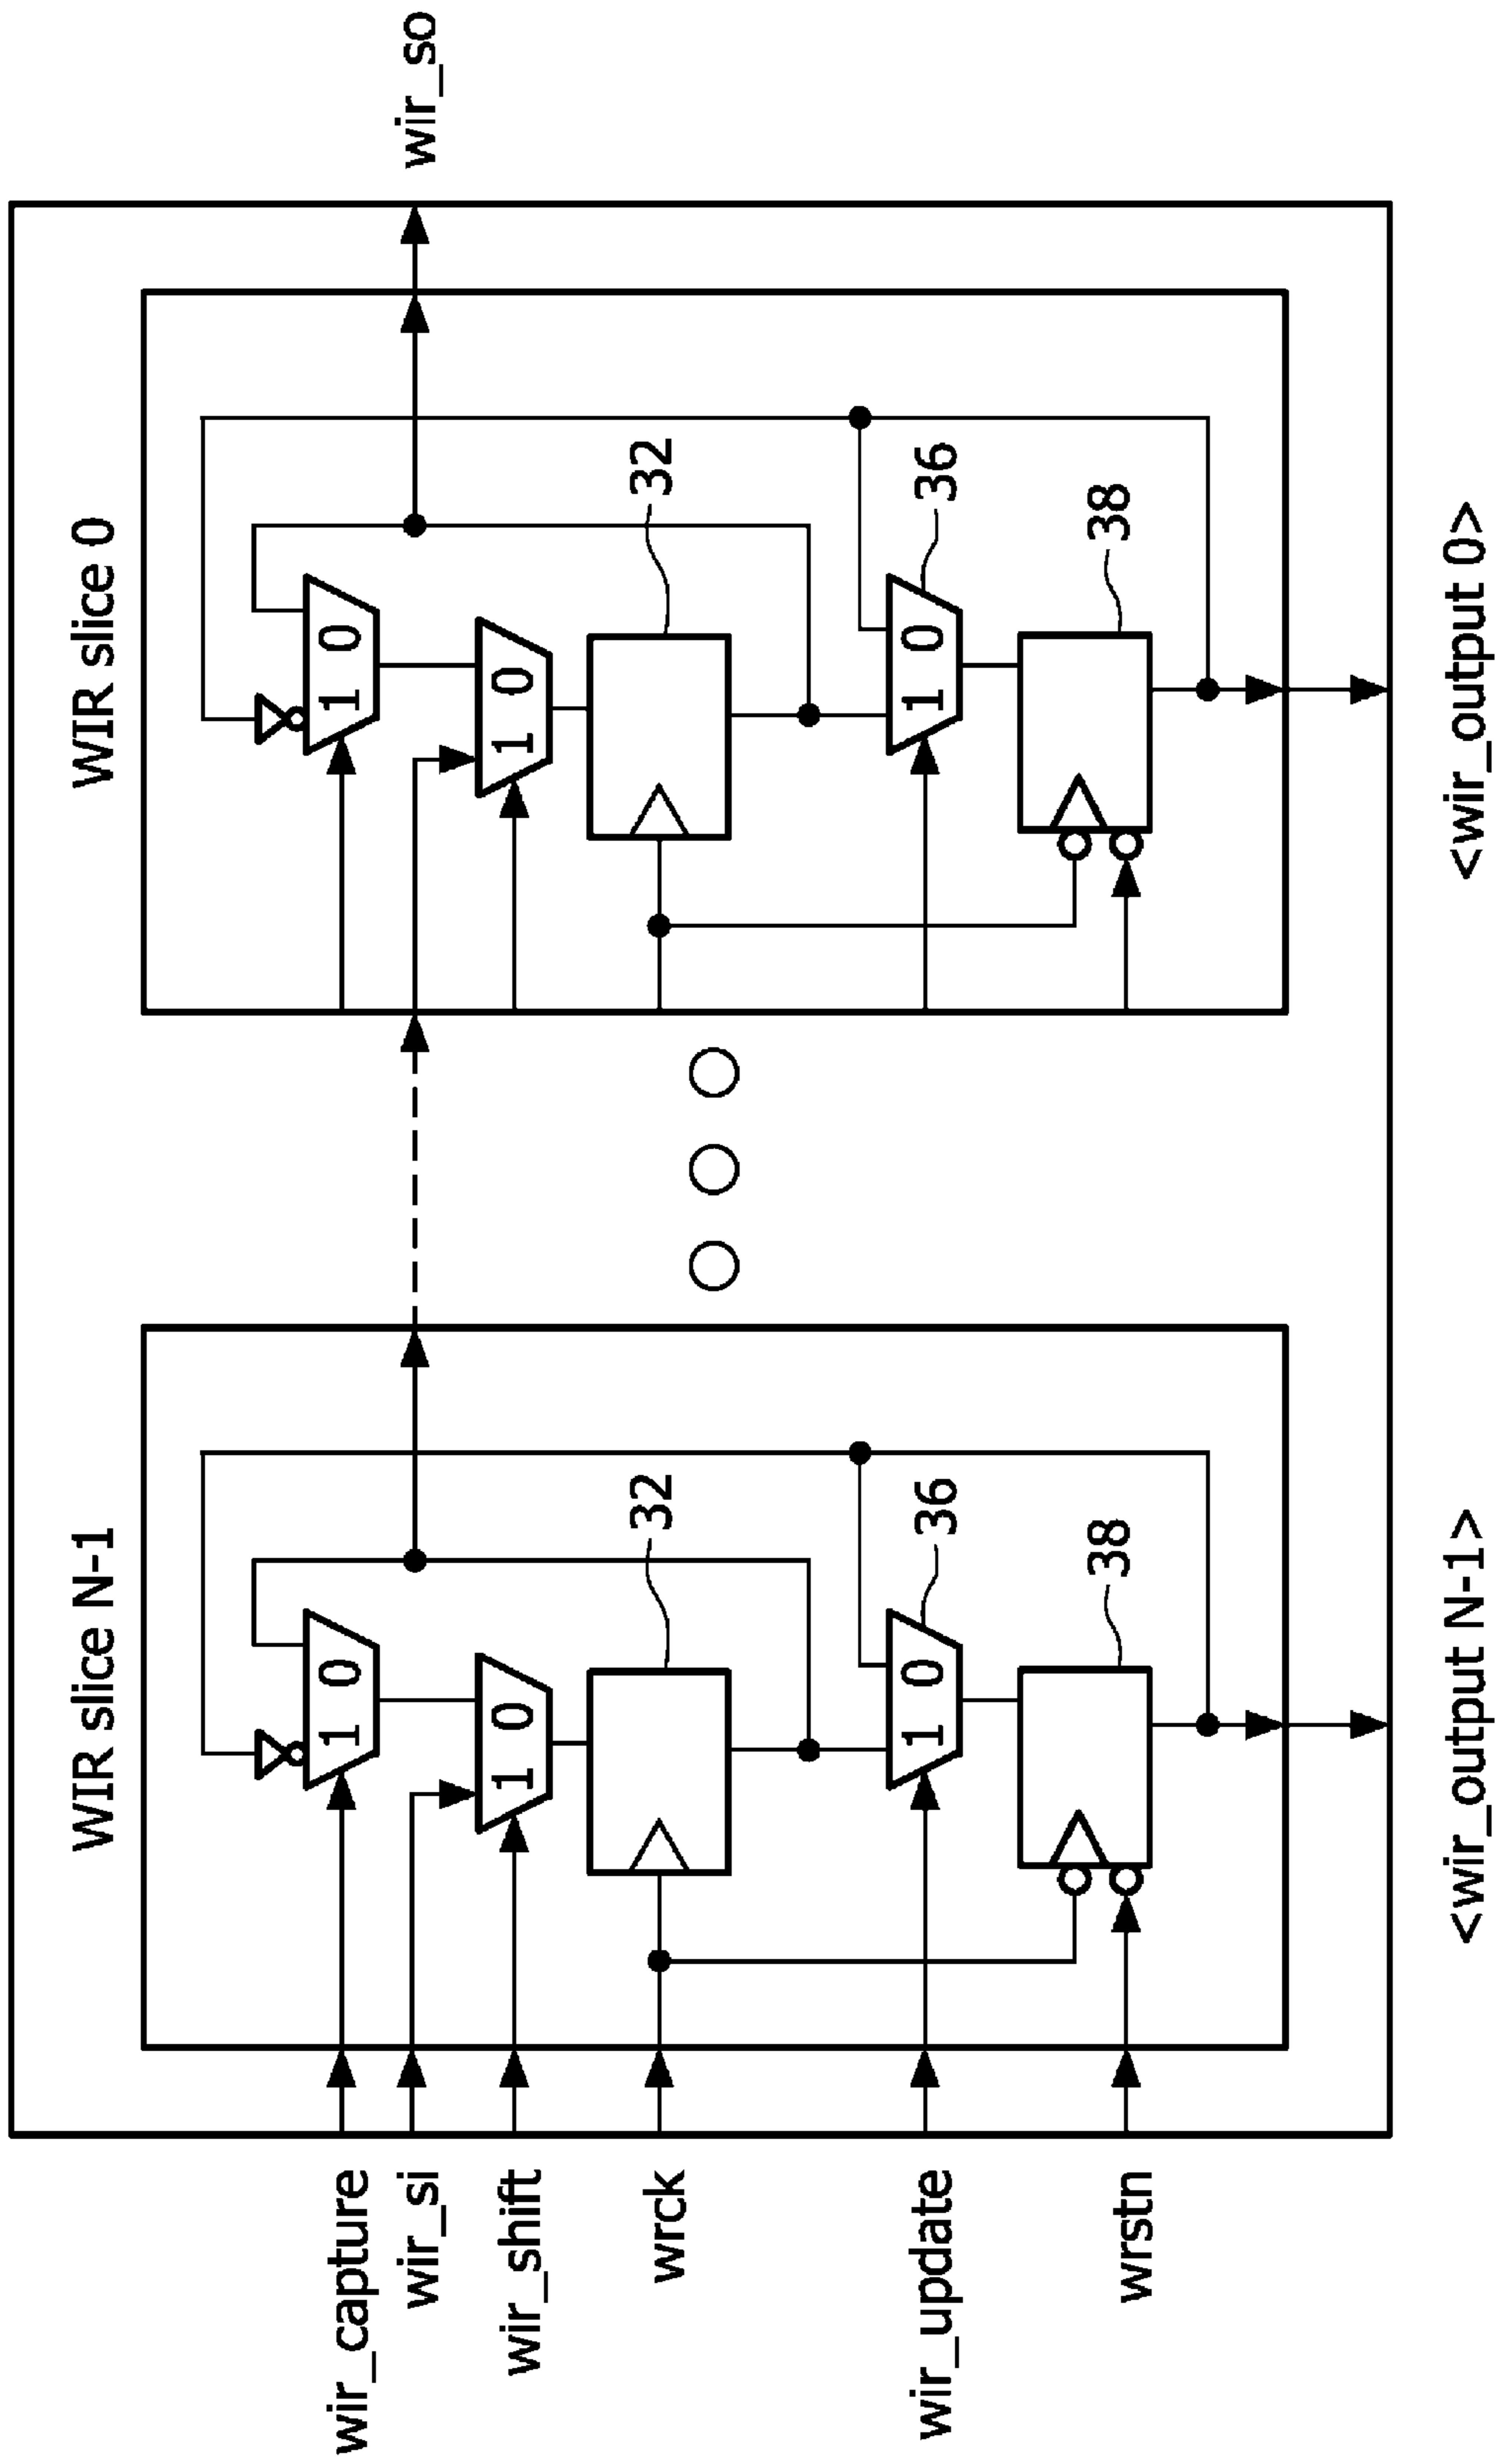 WIR slice N-1
WIR slice 0
wir_capture
wir_si
wir_shift
wrck
wir_update
wrstn
wir_so
1 0
1 0
32
1 0
36
38
1 0
1 0
32
1 0
36
38
<wir_output N-1>
<wir_output 0>